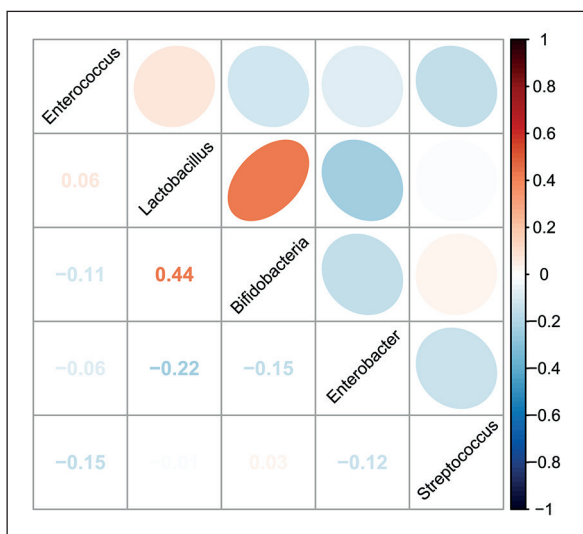 Enterococcus
0.06 Lactobacillus
−0.11 0.44 Bifidobacteria
−0.06 −0.22 −0.15 Enterobacter
−0.15 −0.01 0.03 −0.12 Streptococcus
1
0.8
0.6
0.4
0.2
0
−0.2
−0.4
−0.6
−0.8
−1